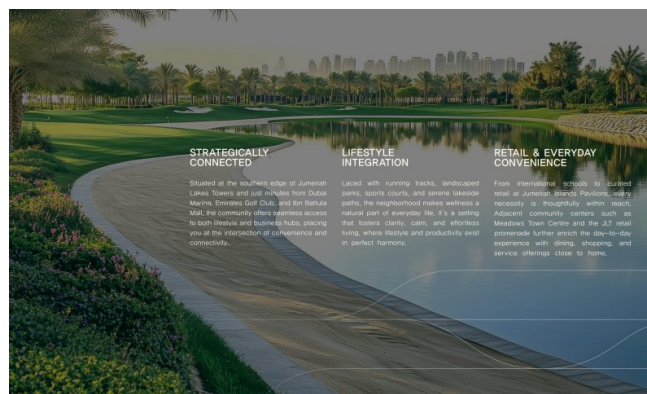 STRATEGICALLY
CONNECTED
Situated at the southern edge of Jumeirah
Lakes Towers and just minutes from Dubai
Marina, Emirates Golf Club, and Ibn Battuta
Mall, the community offers seamless access
to both lifestyle and business hubs, placing
you at the intersection of convenience and
connectivity.
LIFESTYLE
INTEGRATION
Laced with running tracks, landscaped
parks, sports courts, and serene lakeside
paths, the neighborhood makes wellness a
natural part of everyday life. It's a setting
that fosters clarity, calm, and effortless
living, where lifestyle and productivity exist
in perfect harmony.
RETAIL & EVERYDAY
CONVENIENCE
From international schools to curated
retail at Jumeirah Islands Pavilions, every
necessity is thoughtfully within reach.
Adjacent community centers such as
Meadows Town Centre and the JLT retail
promenade further enrich the day-to-day
experience with dining, shopping, and
service offerings close to home.